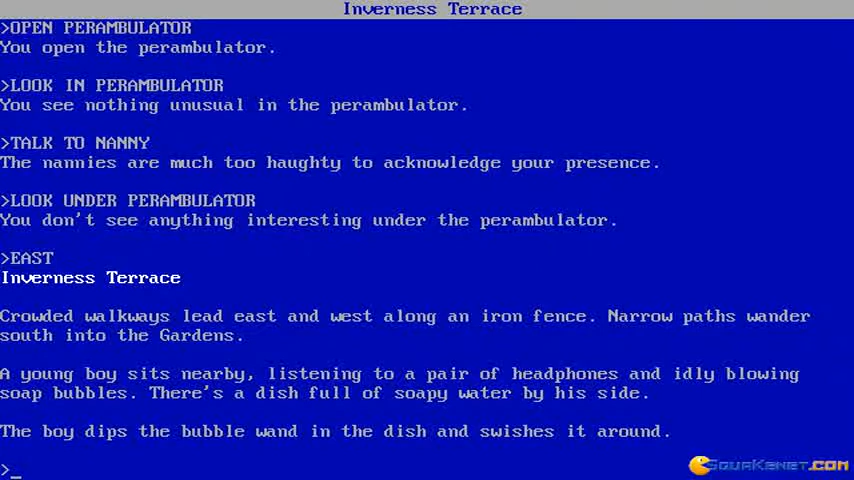 Inverness Terrace
>OPEN PERAMBULATOR
You open the perambulator.
>LOOK IN PERAMBULATOR
You see nothing unusual in the perambulator.
>TALK TO NANNY
The nannies are much too haughty to acknowledge your presence.
>LOOK UNDER PERAMBULATOR
You don't see anything interesting under the perambulator.
>EAST
Inverness Terrace
Crowded walkways lead east and west along an iron fence. Narrow paths wander
south into the Gardens.
A young boy sits nearby, listening to a pair of headphones and idly blowing
soap bubbles. There's a dish full of soapy water by his side.
The boy dips the bubble wand in the dish and swishes it around.
>_
SquaKenet.com